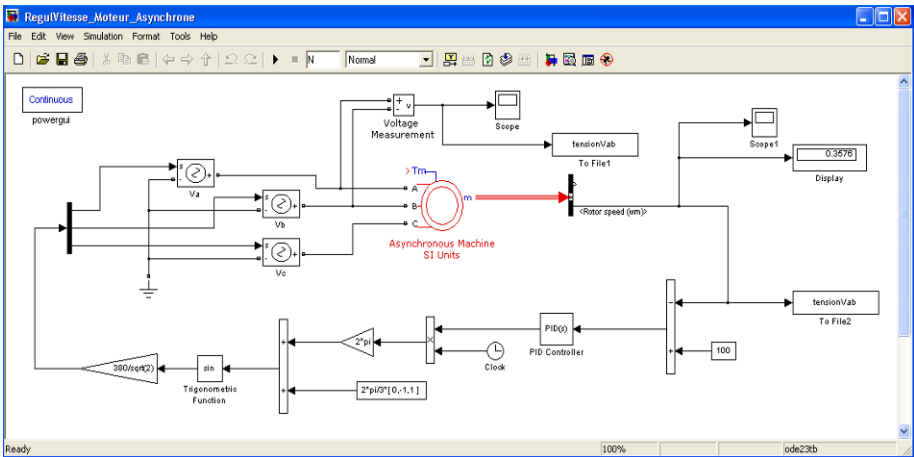 RegulVitesse_Moteur_Asynchrone
File Edit View Simulation Format Tools Help
N Normal
Continuous
powergui
+
-
v
Voltage
Measurement
Scope
tensionVab
To File1
Scope1
0.3576
Display
s
-
+
Va
s
-
+
Vb
s
-
+
Vc
Tm
A
B
C
m
Asynchronous Machine
SI Units
<Rotor speed (wm)>
tensionVab
To File2
-
+
100
PID(s)
PID Controller
×
Clock
2*pi
+
+
2*pi/3*[0,-1,1]
sin
Trigonometric
Function
380/sqrt(2)
Ready 100% ode23tb